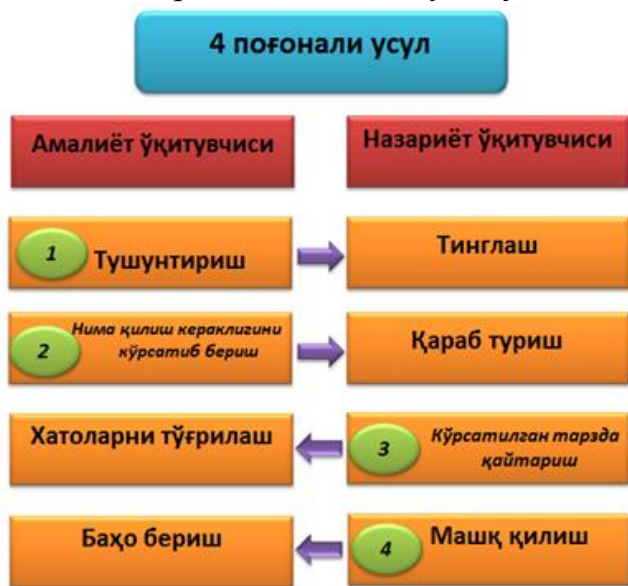 4 поғонали усул
Амалиёт ўқитувчиси
Назариёт ўқитувчиси
1 Тушунтириш
Тинглаш
2 Нима қилиш кераклигини
кўрсатиб бериш
Қараб туриш
Хатоларни тўғрилаш
3 Кўрсатилган тарзда
қайтариш
Баҳо бериш
4 Машқ қилиш